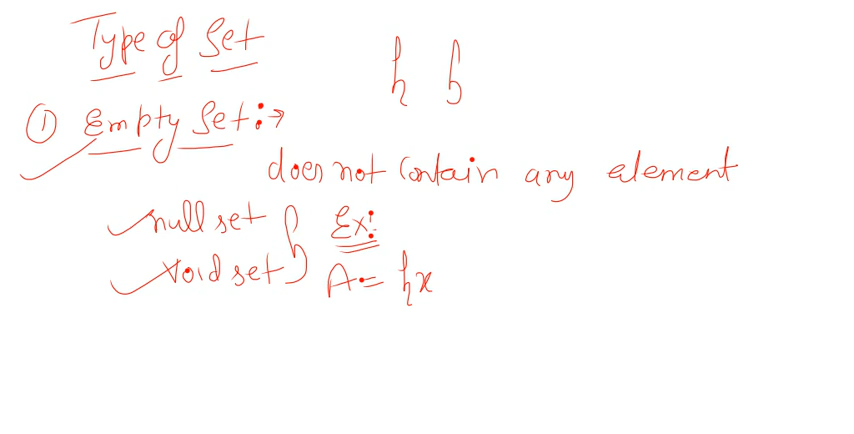 Type of Set
{ }
① Empty Set :→
does not contain any element
null set
Ex:
void set
A = {x